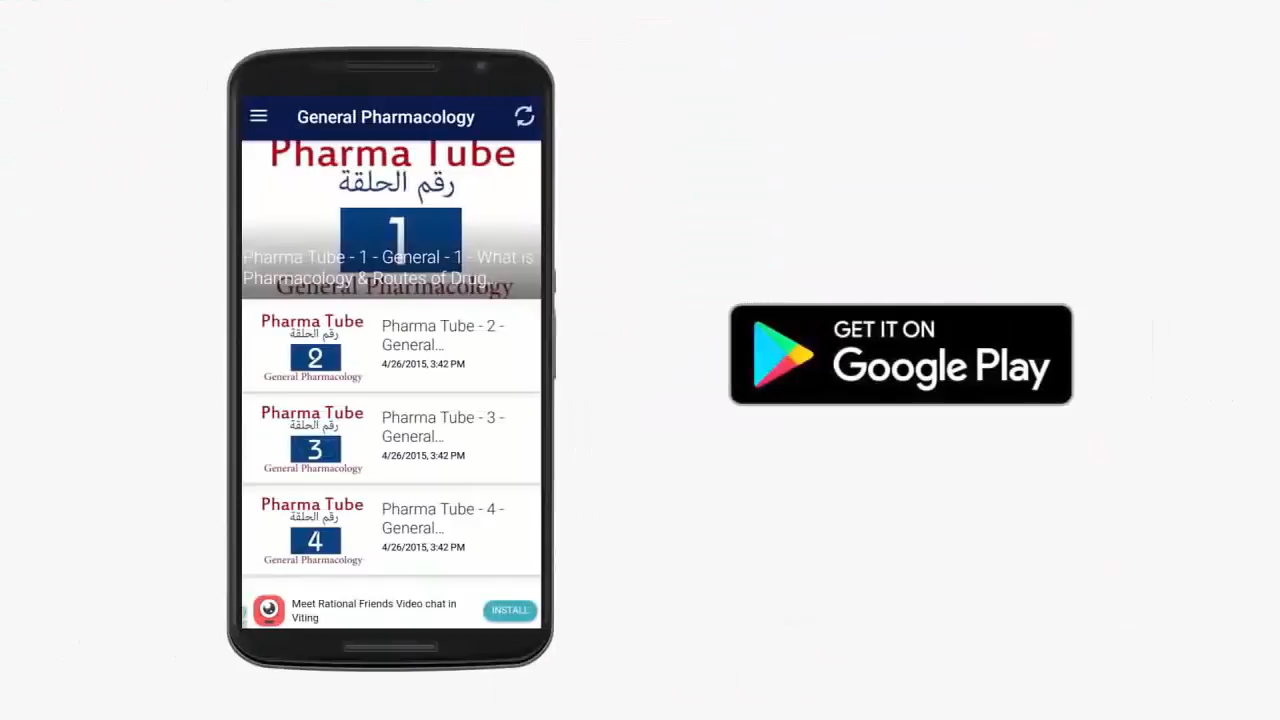 General Pharmacology
Pharma Tube
رقم الحلقة
1
Pharma Tube - 1 - General - 1 - What is
Pharmacology & Routes of Drug...
General Pharmacology
Pharma Tube
رقم الحلقة
2
General Pharmacology
Pharma Tube - 2 -
General...
4/26/2015, 3:42 PM
Pharma Tube
رقم الحلقة
3
General Pharmacology
Pharma Tube - 3 -
General...
4/26/2015, 3:42 PM
Pharma Tube
رقم الحلقة
4
General Pharmacology
Pharma Tube - 4 -
General...
4/26/2015, 3:42 PM
Meet Rational Friends Video chat in
Viting
INSTALL
GET IT ON
Google Play